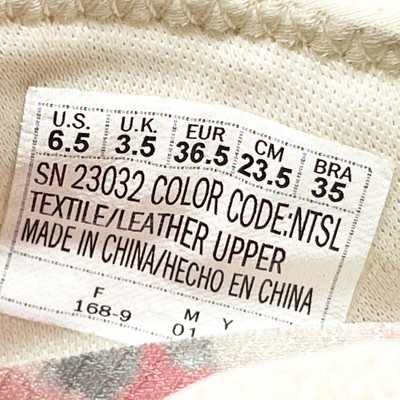 U.S. U.K. EUR CM BRA
6.5 3.5 36.5 23.5 35
SN 23032 COLOR CODE:NTSL
TEXTILE/LEATHER UPPER
MADE IN CHINA/HECHO EN CHINA
F M Y
168-9 01